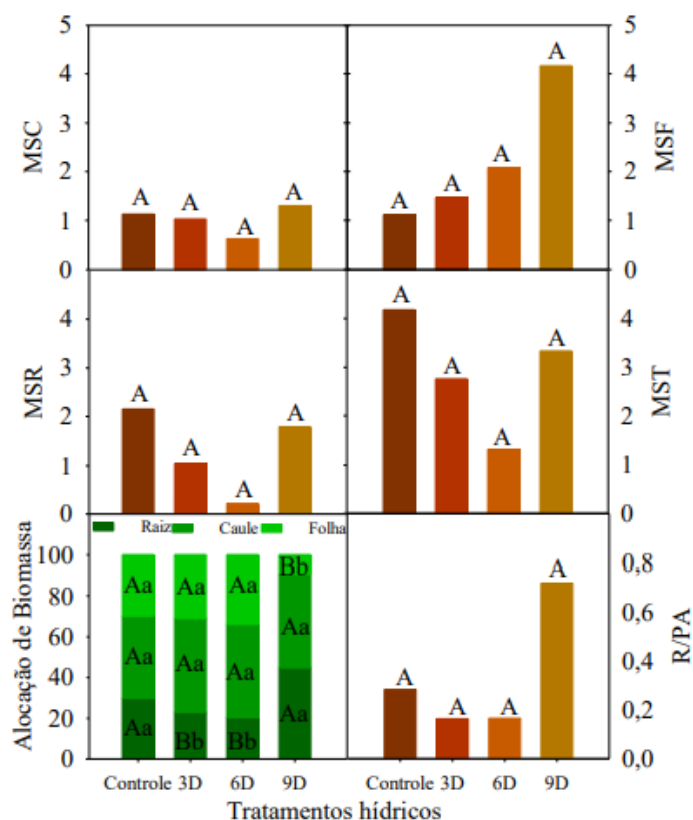 5
4
3
2
1
0
MSC
A
A
A
A
A
A
A
A
5
4
3
2
1
0
MSF
4
3
2
1
0
MSR
A
A
A
A
A
A
A
A
4
3
2
1
0
MST
Raiz Caule Folha
100
80
60
40
20
0
Alocação de Biomassa
Aa Aa Aa Bb
Aa Aa Aa Aa
Aa Bb Bb Aa
A
A
A
A
0,8
0,6
0,4
0,2
0,0
R/PA
Controle 3D 6D 9D
Controle 3D 6D 9D
Tratamentos hídricos